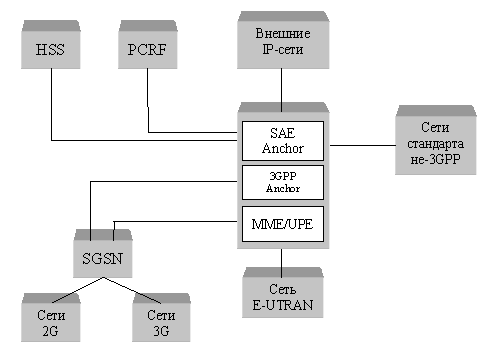 HSS
PCRF
Внешние
IP-сети
SAE
Anchor
3GPP
Anchor
MME/UPE
Сети
стандарта
не-3GPP
SGSN
Сети
2G
Сети
3G
Сеть
E-UTRAN